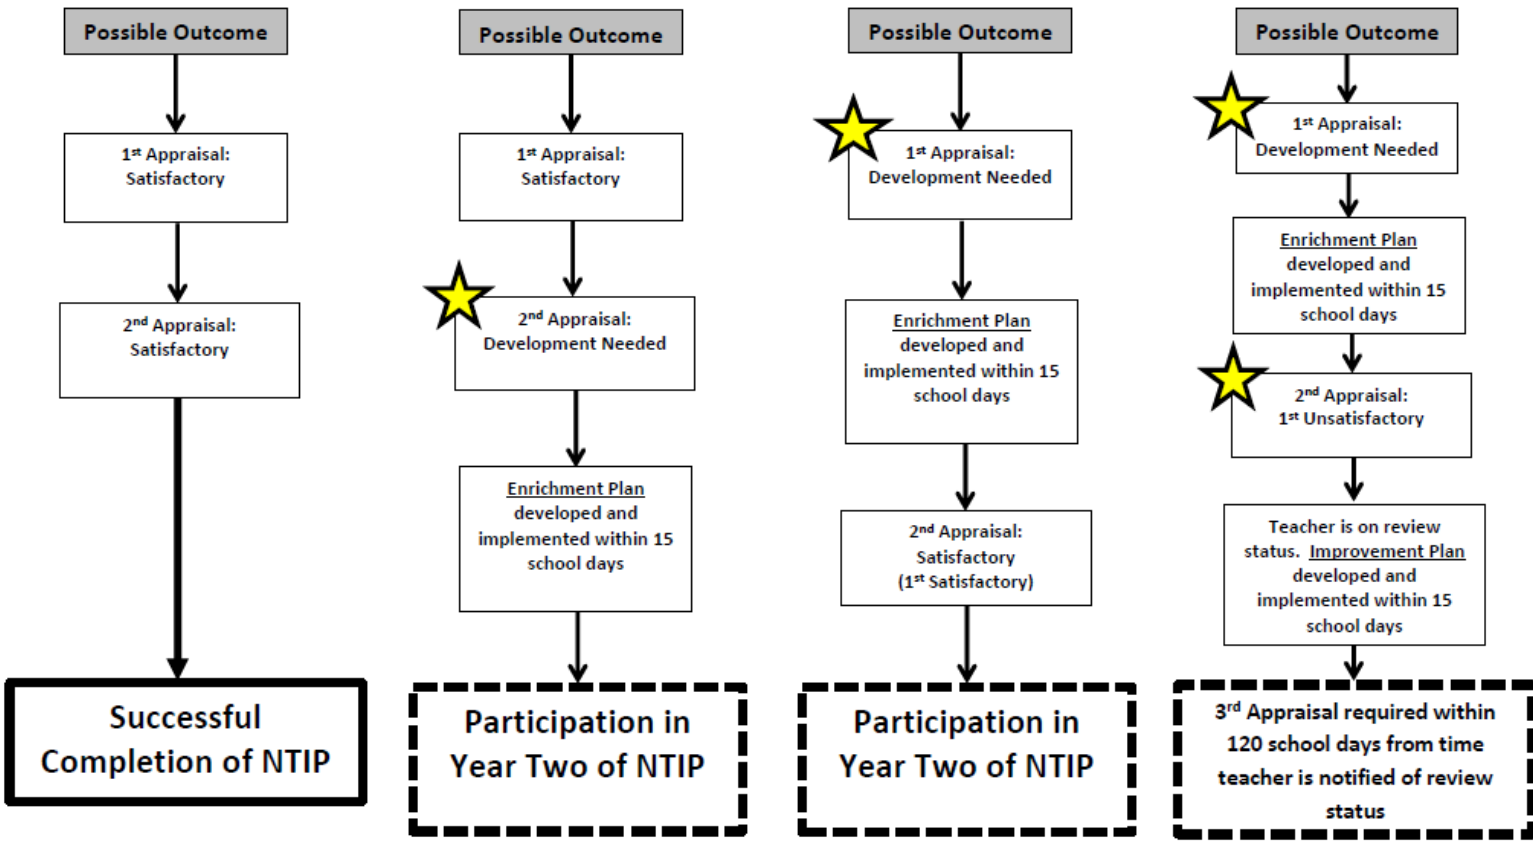 Possible Outcome
1st Appraisal:
Satisfactory
2nd Appraisal:
Satisfactory
Successful
Completion of NTIP
Possible Outcome
1st Appraisal:
Satisfactory
2nd Appraisal:
Development Needed
Enrichment Plan
developed and
implemented within 15
school days
Participation in
Year Two of NTIP
Possible Outcome
1st Appraisal:
Development Needed
Enrichment Plan
developed and
implemented within 15
school days
2nd Appraisal:
Satisfactory
(1st Satisfactory)
Participation in
Year Two of NTIP
Possible Outcome
1st Appraisal:
Development Needed
Enrichment Plan
developed and
implemented within 15
school days
2nd Appraisal:
1st Unsatisfactory
Teacher is on review
status. Improvement Plan
developed and
implemented within 15
school days
3rd Appraisal required within
120 school days from time
teacher is notified of review
status